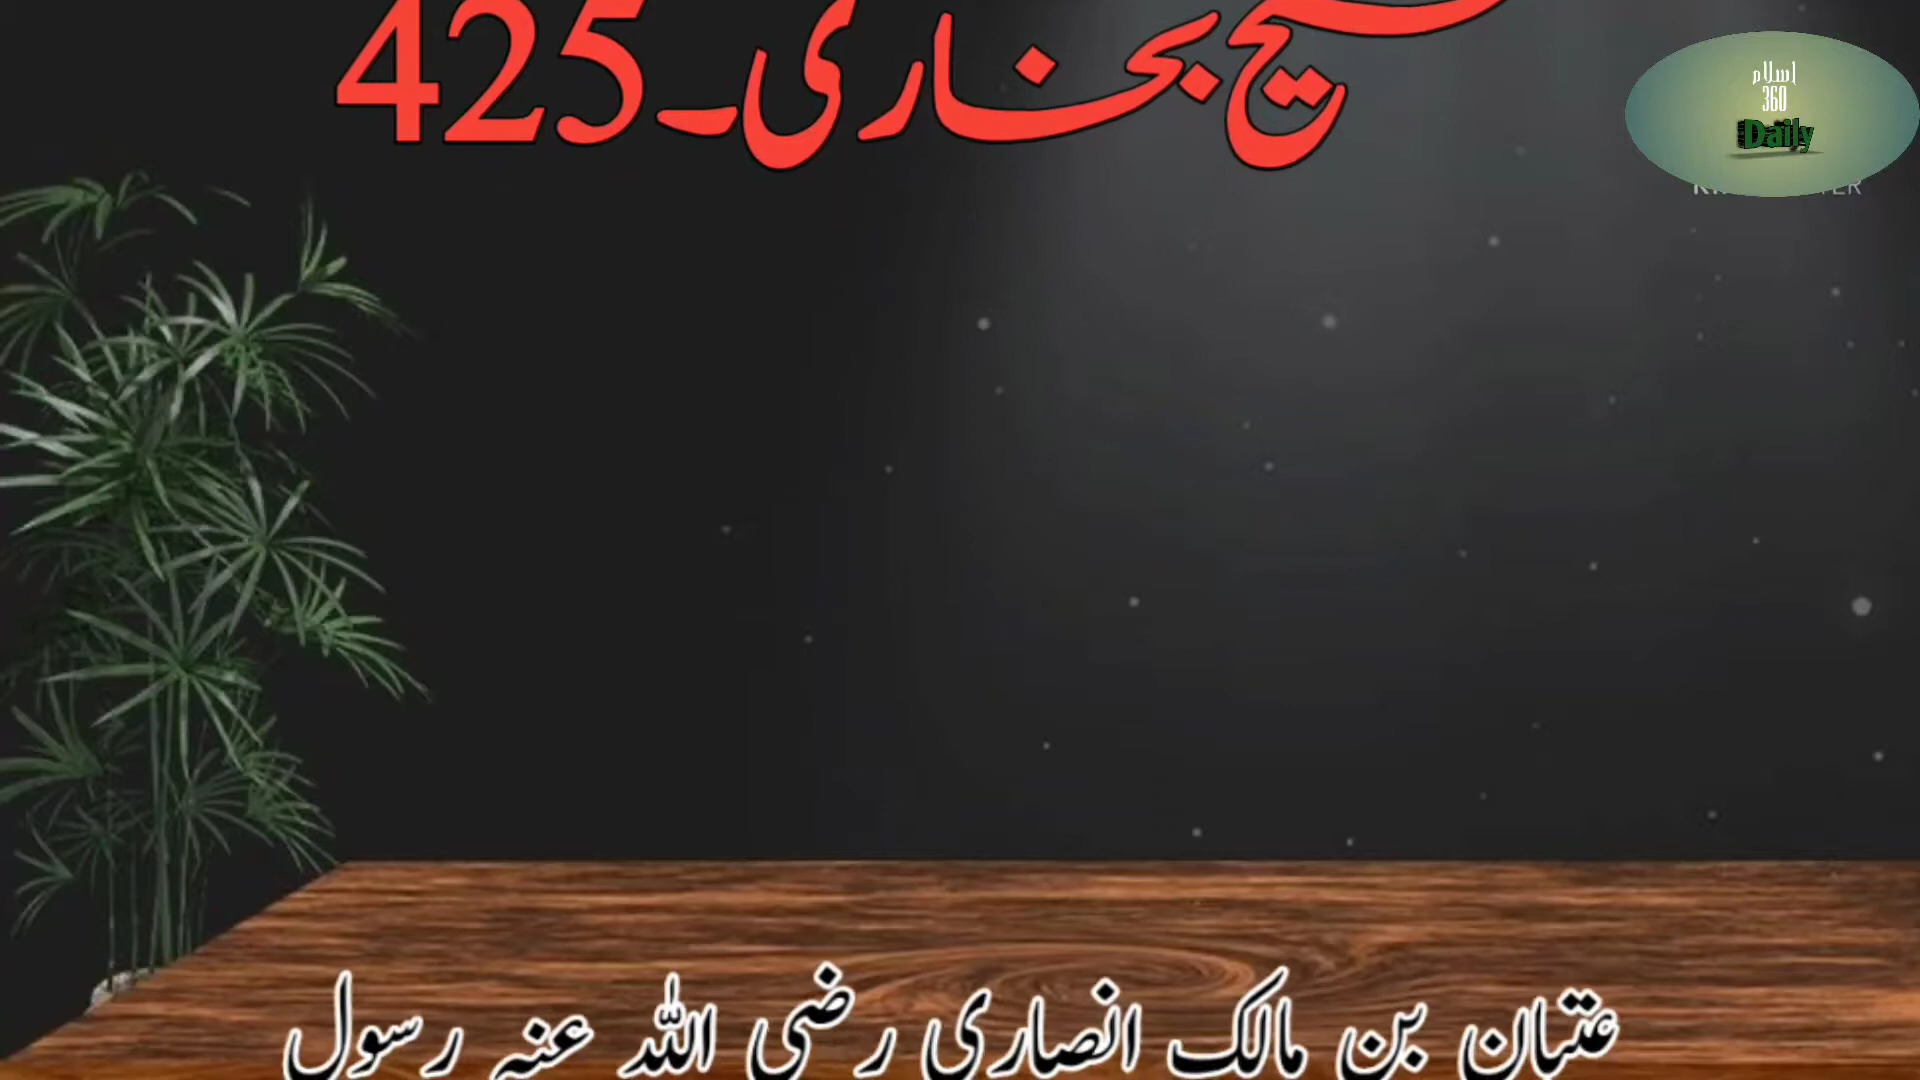 صحیح بخاری۔425
اسلام
360
Daily
عتبان بن مالک انصاری رضی اللہ عنہ رسول